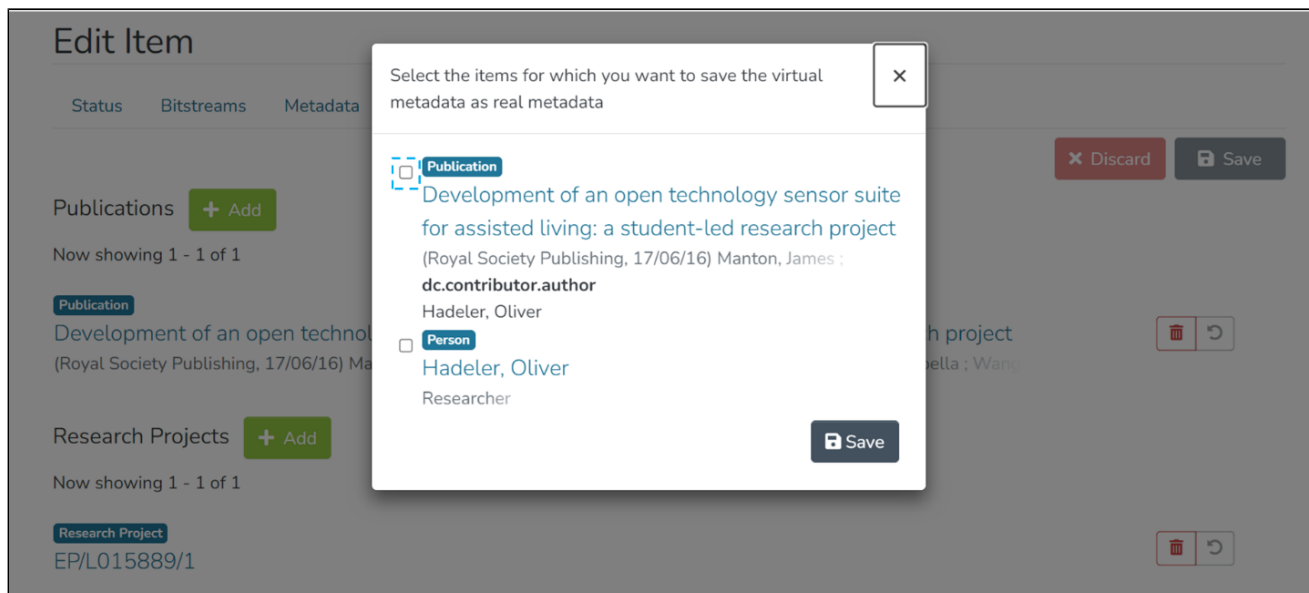 Edit Item
Select the items for which you want to save the virtual
metadata as real metadata
×
Status Bitstreams Metadata
Discard Save
Publication
Development of an open technology sensor suite
for assisted living: a student-led research project
(Royal Society Publishing, 17/06/16) Manton, James ;
dc.contributor.author
Hadeler, Oliver
Person
Hadeler, Oliver
Researcher
Save
Publications + Add
Now showing 1 - 1 of 1
Publication
Development of an open technol h project
(Royal Society Publishing, 17/06/16) Ma ella ; Wang
Research Projects + Add
Now showing 1 - 1 of 1
Research Project
EP/L015889/1